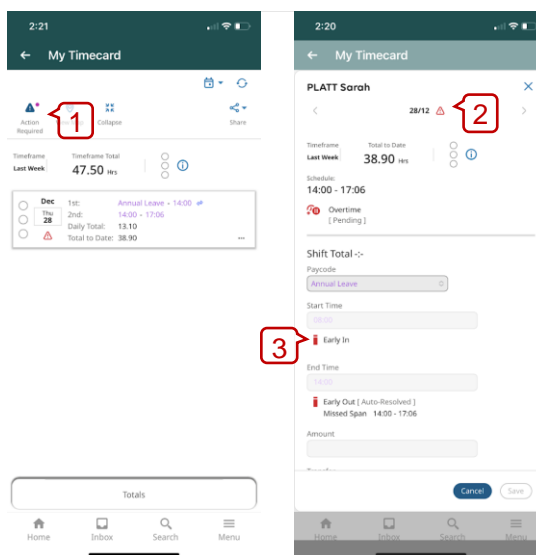 2:21
My Timecard
Action Required
Collapse
Share
1
Timeframe
Last Week
Timeframe Total
47.50 Hrs
Dec
Thu
28
1st: Annual Leave - 14:00
2nd: 14:00 - 17:06
Daily Total: 13.10
Total to Date: 38.90
...
Totals
Home
Inbox
Search
Menu
2:20
My Timecard
PLATT Sarah
28/12
2
Timeframe
Last Week
Total to Date
38.90 Hrs
Schedule:
14:00 - 17:06
Overtime
[ Pending ]
Shift Total -:-
Paycode
Annual Leave
Start Time
08:00
3
Early In
End Time
14:00
Early Out [ Auto-Resolved ]
Missed Span 14:00 - 17:06
Amount
Cancel
Save
Home
Inbox
Search
Menu